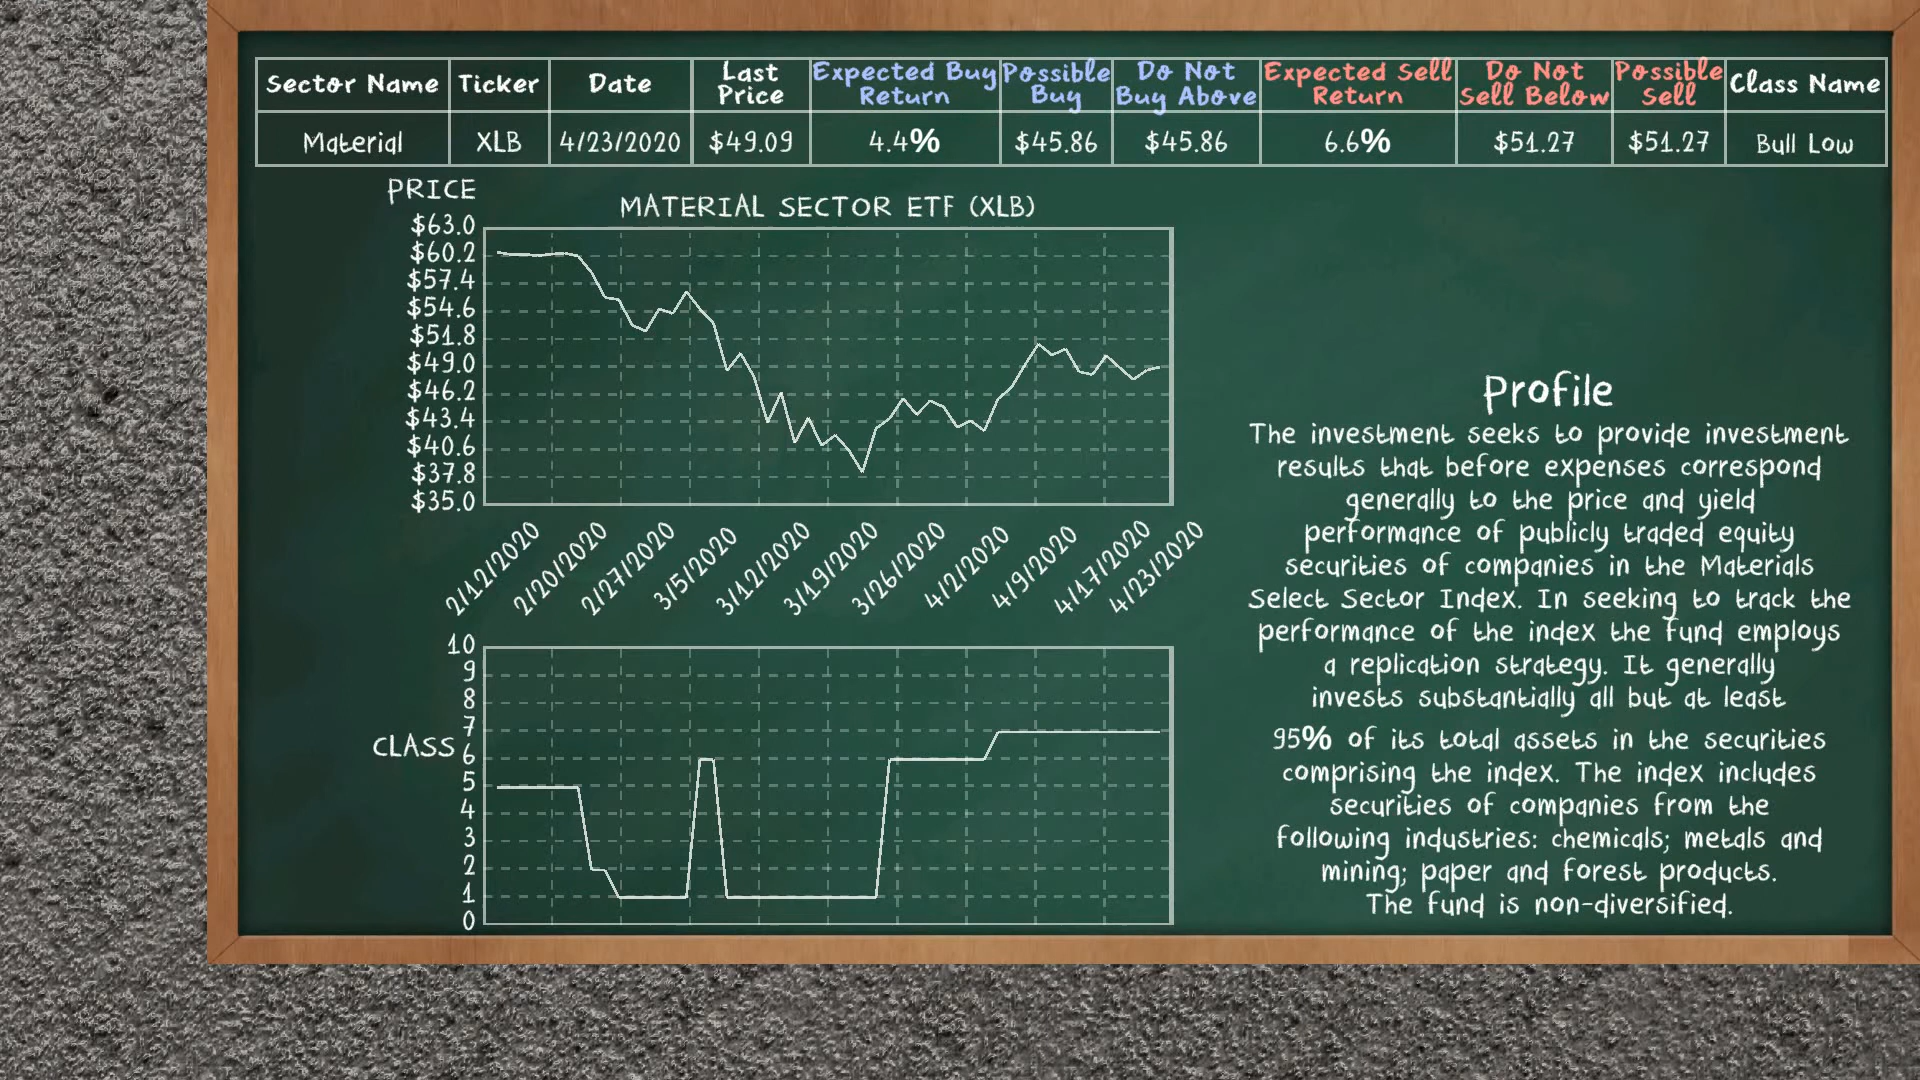 Sector Name Ticker Date Last Price Expected Buy Return Possible Buy Do Not Buy Above Expected Sell Return Do Not Sell Below Possible Sell Class Name
Material XLB 4/23/2020 $49.09 4.4% $45.86 $45.86 6.6% $51.27 $51.27 Bull Low
PRICE
MATERIAL SECTOR ETF (XLB)
$63.0
$60.2
$57.4
$54.6
$51.8
$49.0
$46.2
$43.4
$40.6
$37.8
$35.0
2/12/2020 2/20/2020 2/27/2020 3/5/2020 3/12/2020 3/19/2020 3/26/2020 4/2/2020 4/9/2020 4/17/2020 4/23/2020
10
9
8
7
CLASS 6
5
4
3
2
1
0
Profile
The investment seeks to provide investment
results that before expenses correspond
generally to the price and yield
performance of publicly traded equity
securities of companies in the Materials
Select Sector Index. In seeking to track the
performance of the index the fund employs
a replication strategy. It generally
invests substantially all but at least
95% of its total assets in the securities
comprising the index. The index includes
securities of companies from the
following industries: chemicals; metals and
mining; paper and forest products.
The fund is non-diversified.